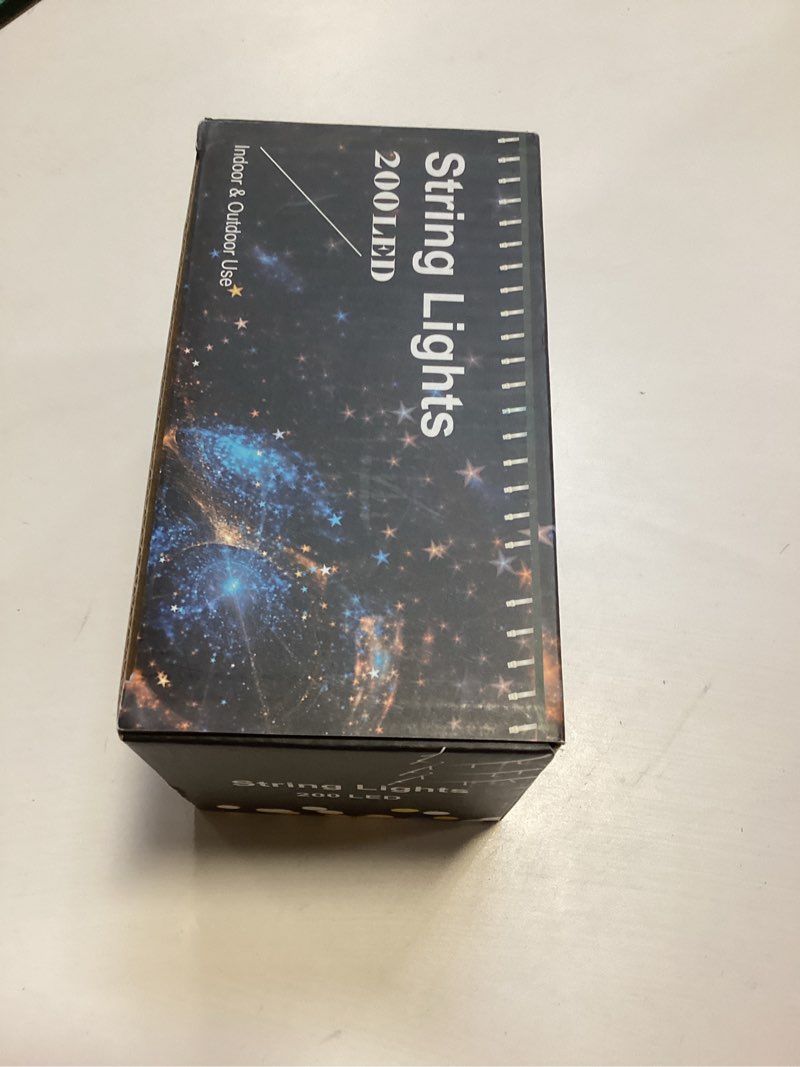 String Lights
200LED
Indoor & Outdoor Use
String Lights
200 LED